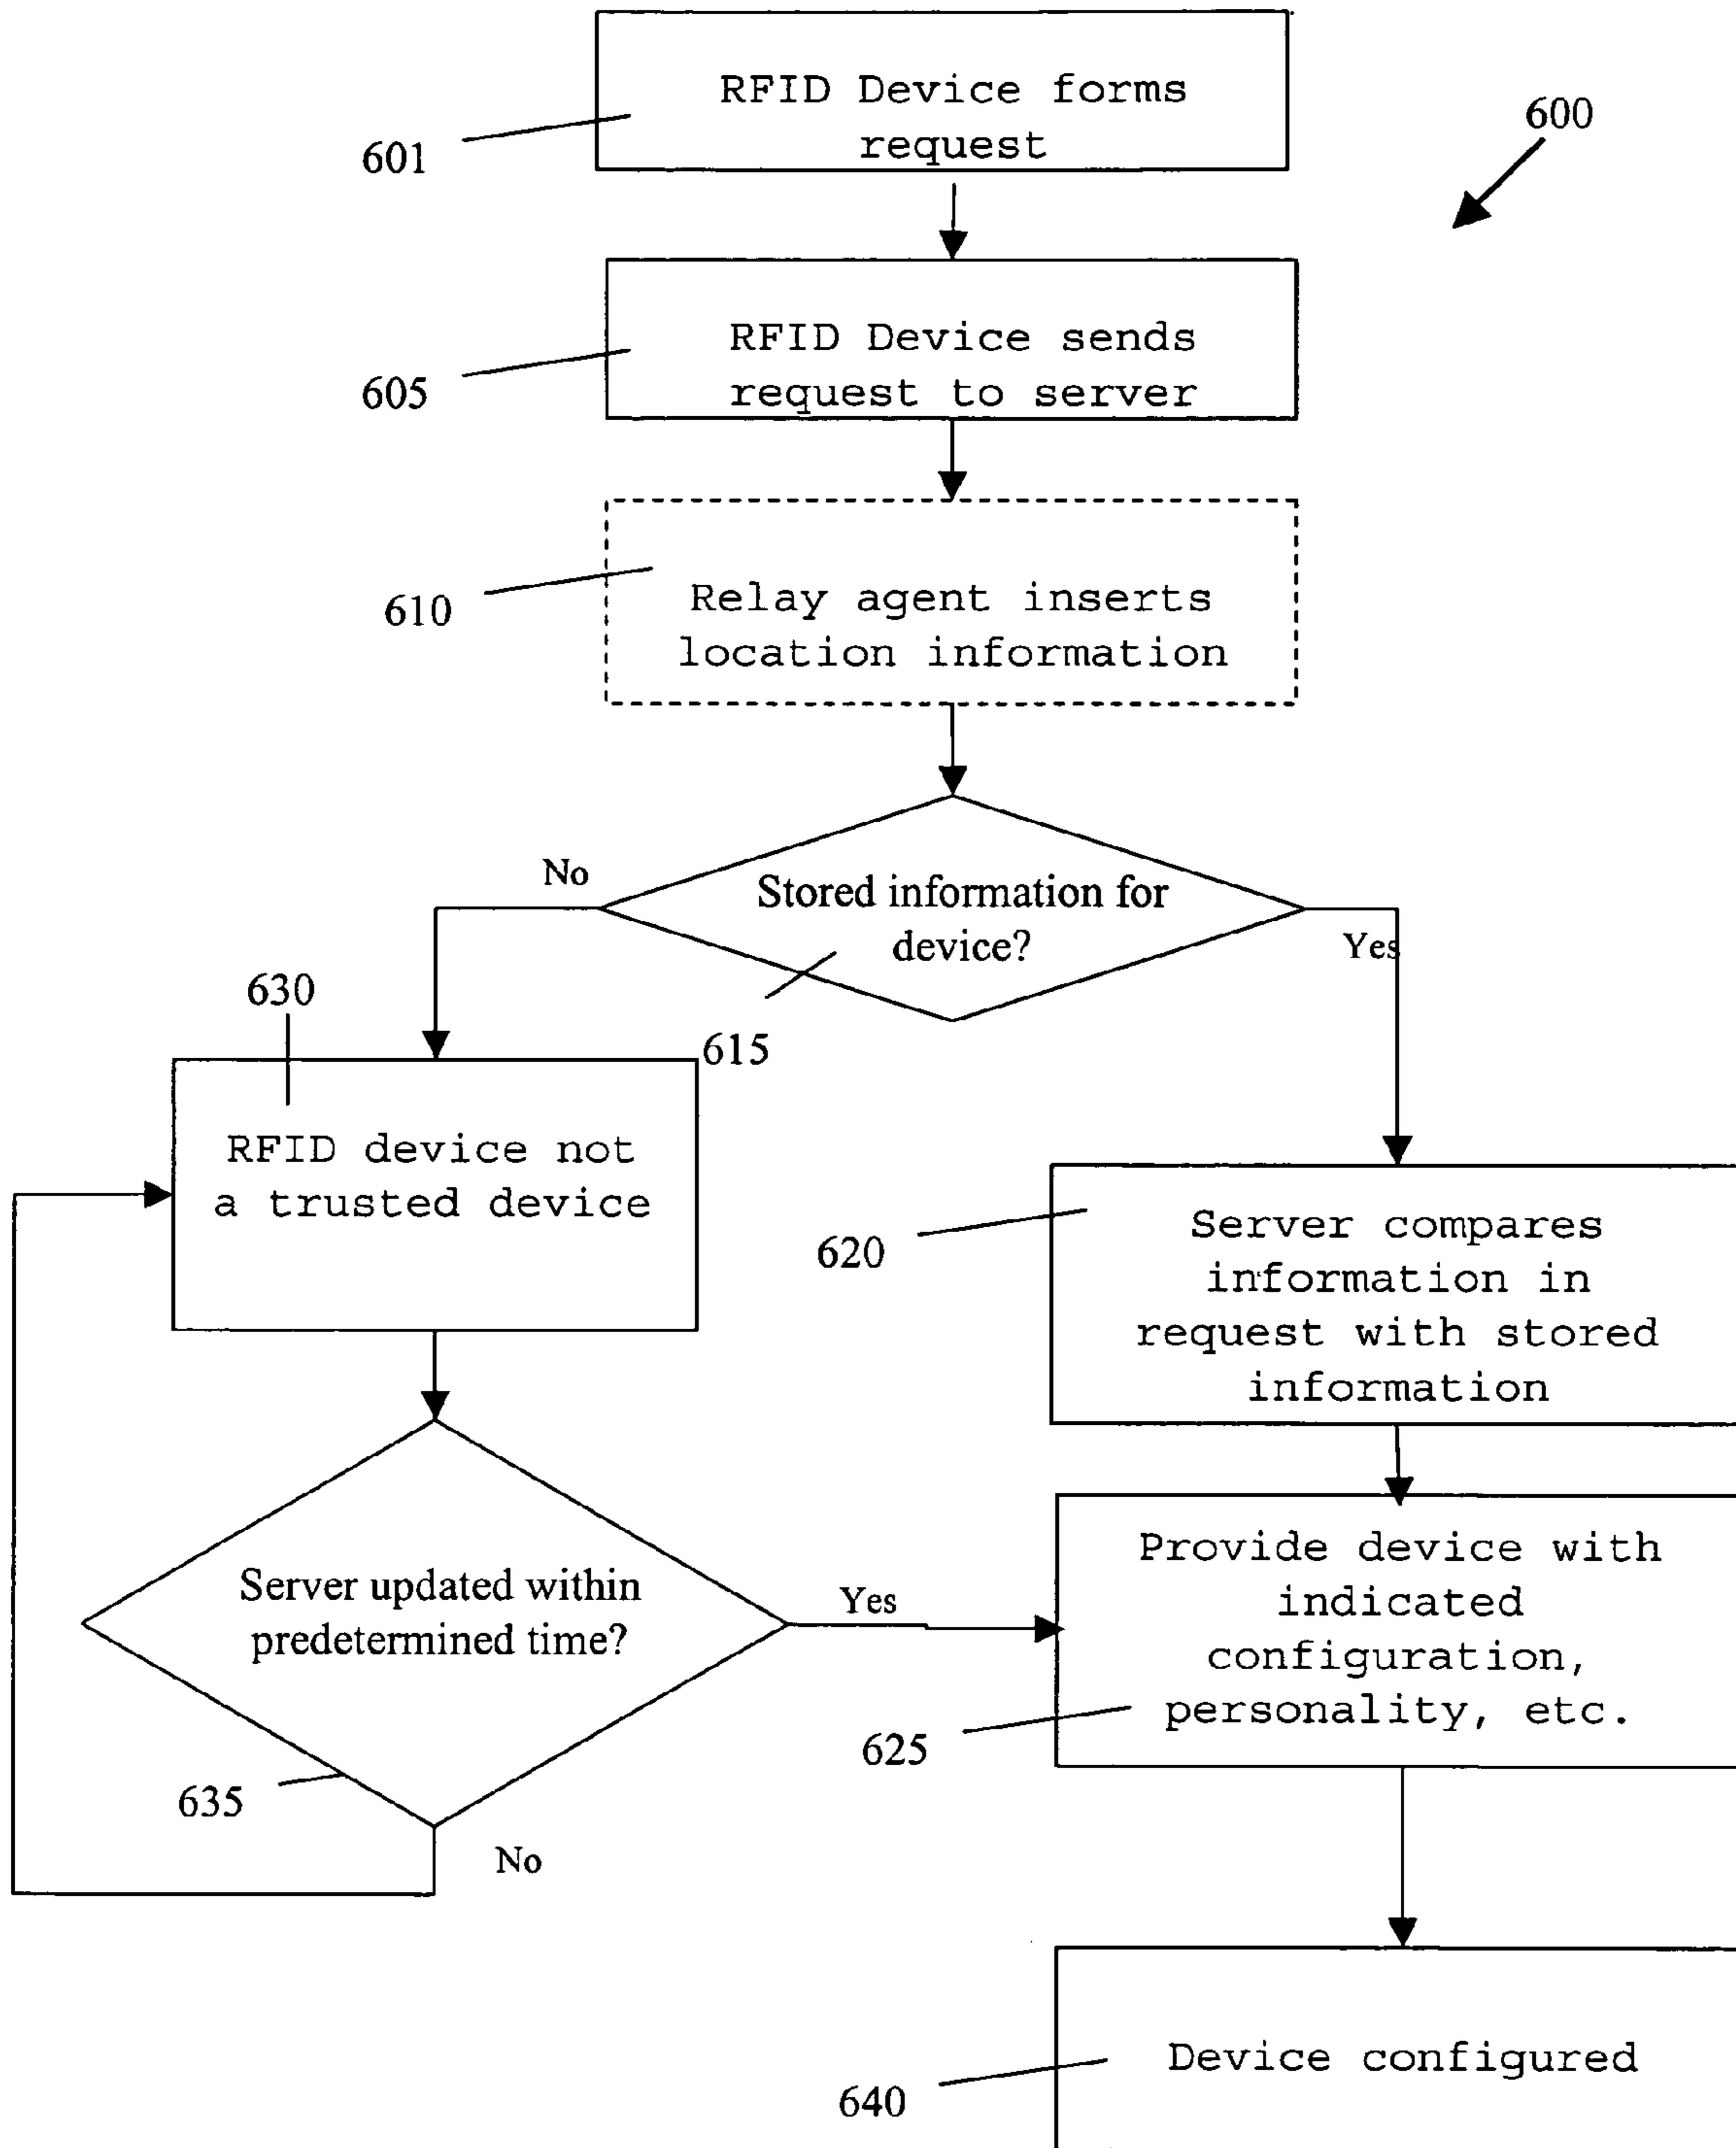 RFID Device forms
request
600
601
RFID Device sends
request to server
605
Relay agent inserts
location information
610
No
Stored information for
device?
Yes
630
615
RFID device not
a trusted device
Server compares
information in
request with stored
information
620
Provide device with
indicated
configuration,
personality, etc.
Server updated within
predetermined time?
Yes
625
635
No
Device configured
640